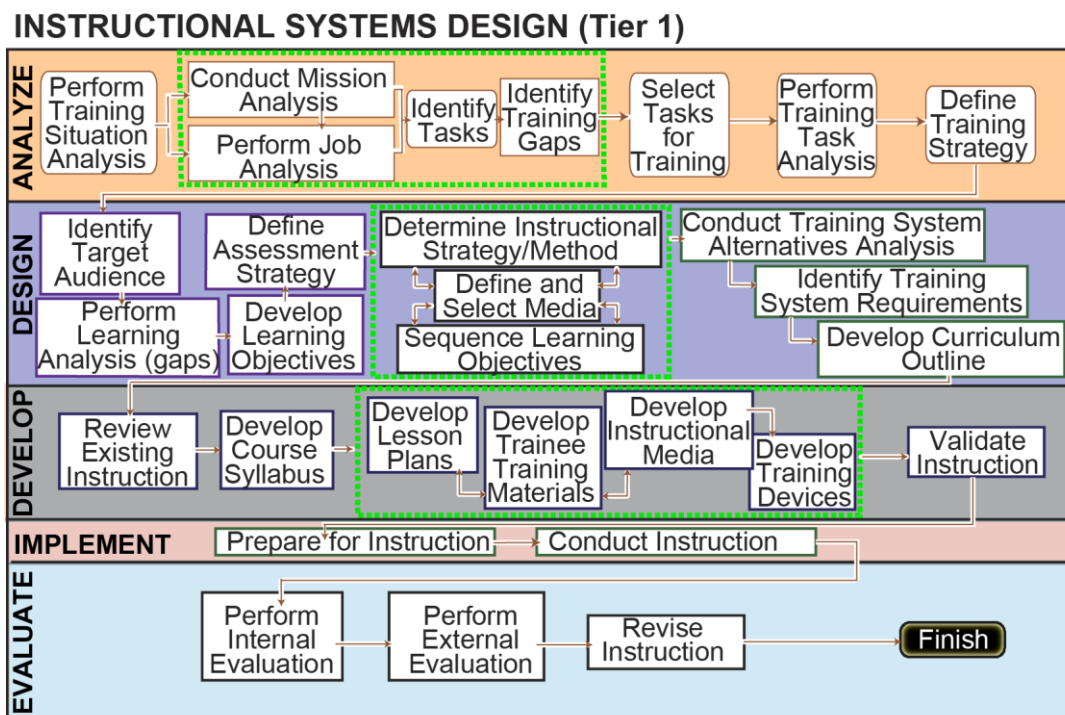 INSTRUCTIONAL SYSTEMS DESIGN (Tier 1)
ANALYZE
Perform
Training
Situation
Analysis
Conduct Mission
Analysis
Perform Job
Analysis
Identify
Tasks
Identify
Training
Gaps
Select
Tasks for
Training
Perform
Training
Task
Analysis
Define
Training
Strategy
DESIGN
Identify
Target
Audience
Perform
Learning
Analysis (gaps)
Develop
Learning
Objectives
Define
Assessment
Strategy
Determine Instructional
Strategy/Method
Define and
Select Media
Sequence Learning
Objectives
Conduct Training System
Alternatives Analysis
Identify Training
System Requirements
Develop Curriculum
Outline
DEVELOP
Review
Existing
Instruction
Develop
Course
Syllabus
Develop
Lesson
Plans
Develop
Trainee
Training
Materials
Develop
Instructional
Media
Develop
Training
Devices
Validate
Instruction
IMPLEMENT
Prepare for Instruction
Conduct Instruction
EVALUATE
Perform
Internal
Evaluation
Perform
External
Evaluation
Revise
Instruction
Finish